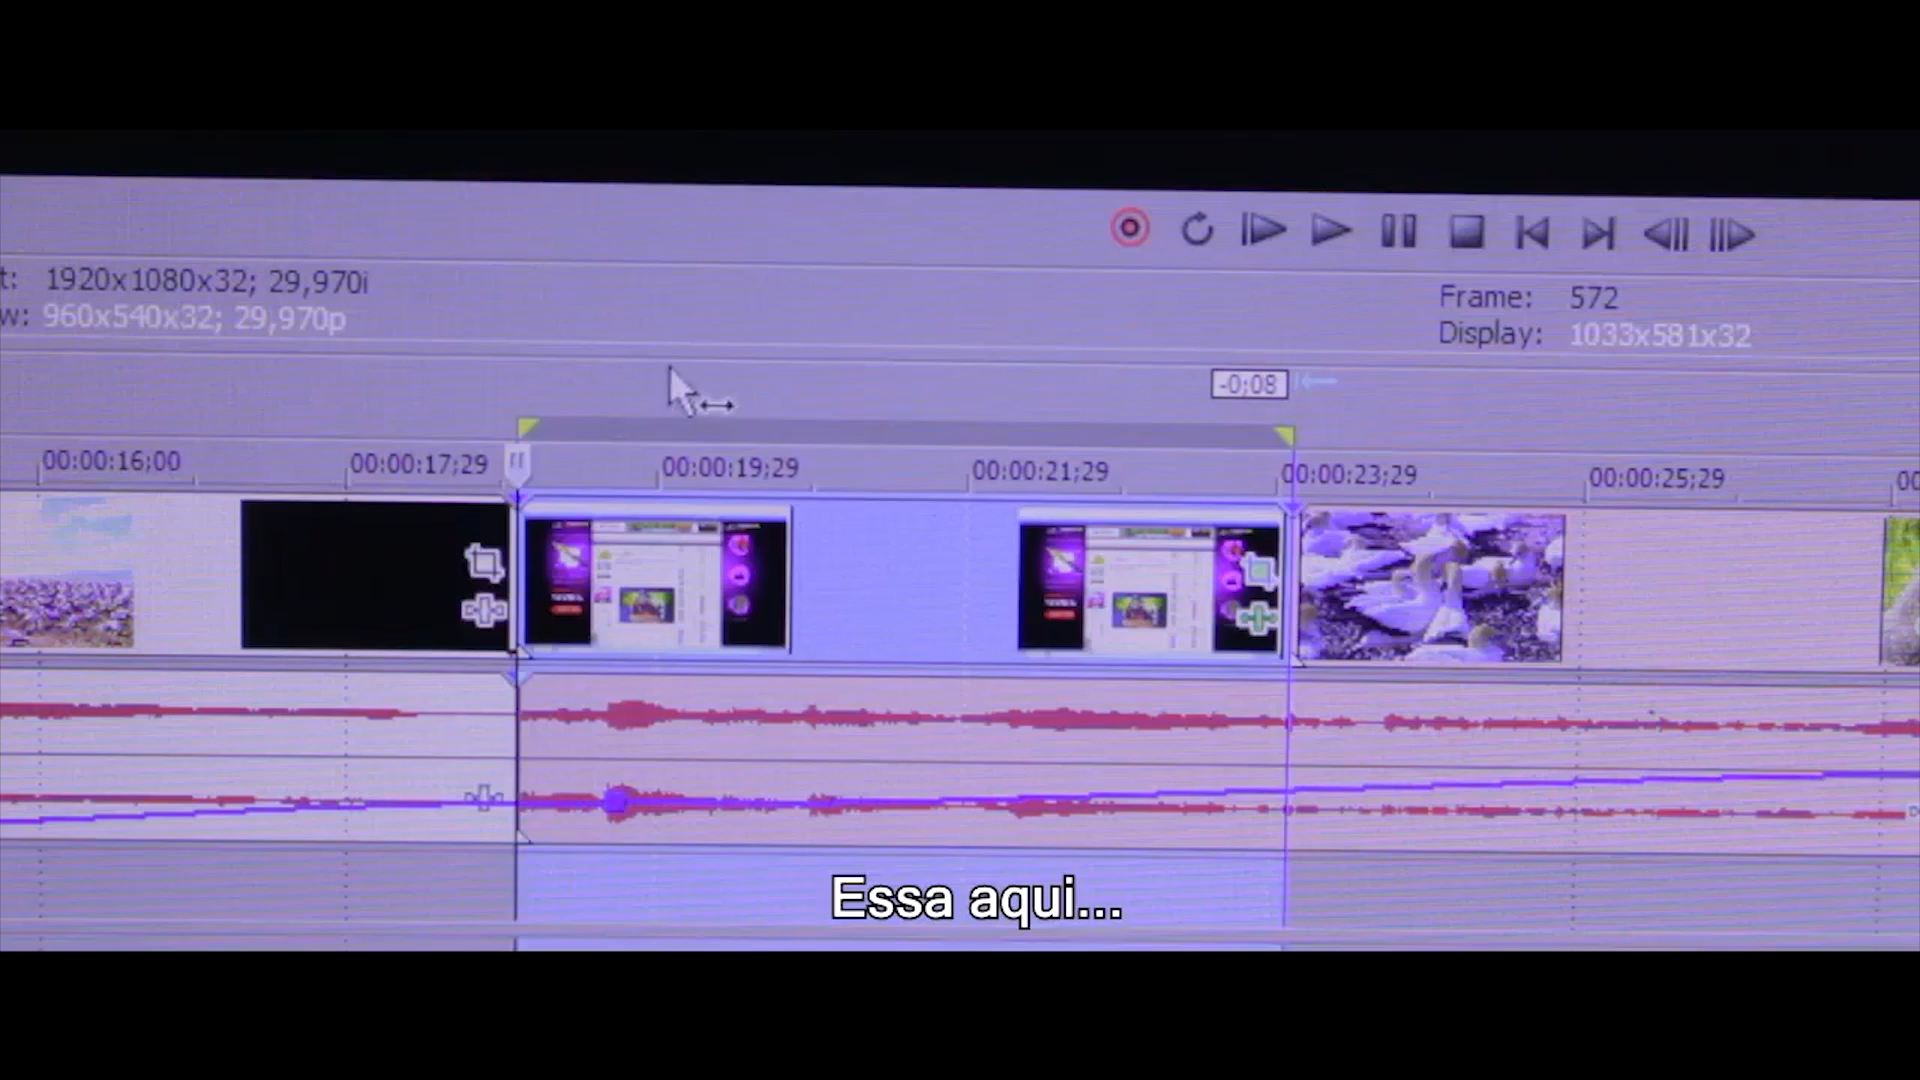 t: 1920x1080x32; 29,970i
w: 960x540x32; 29,970p
Frame: 572
Display: 1033x581x32
-0;08
00:00:16;00 00:00:17;29 00:00:19;29 00:00:21;29 00:00:23;29 00:00:25;29 00
Essa aqui...